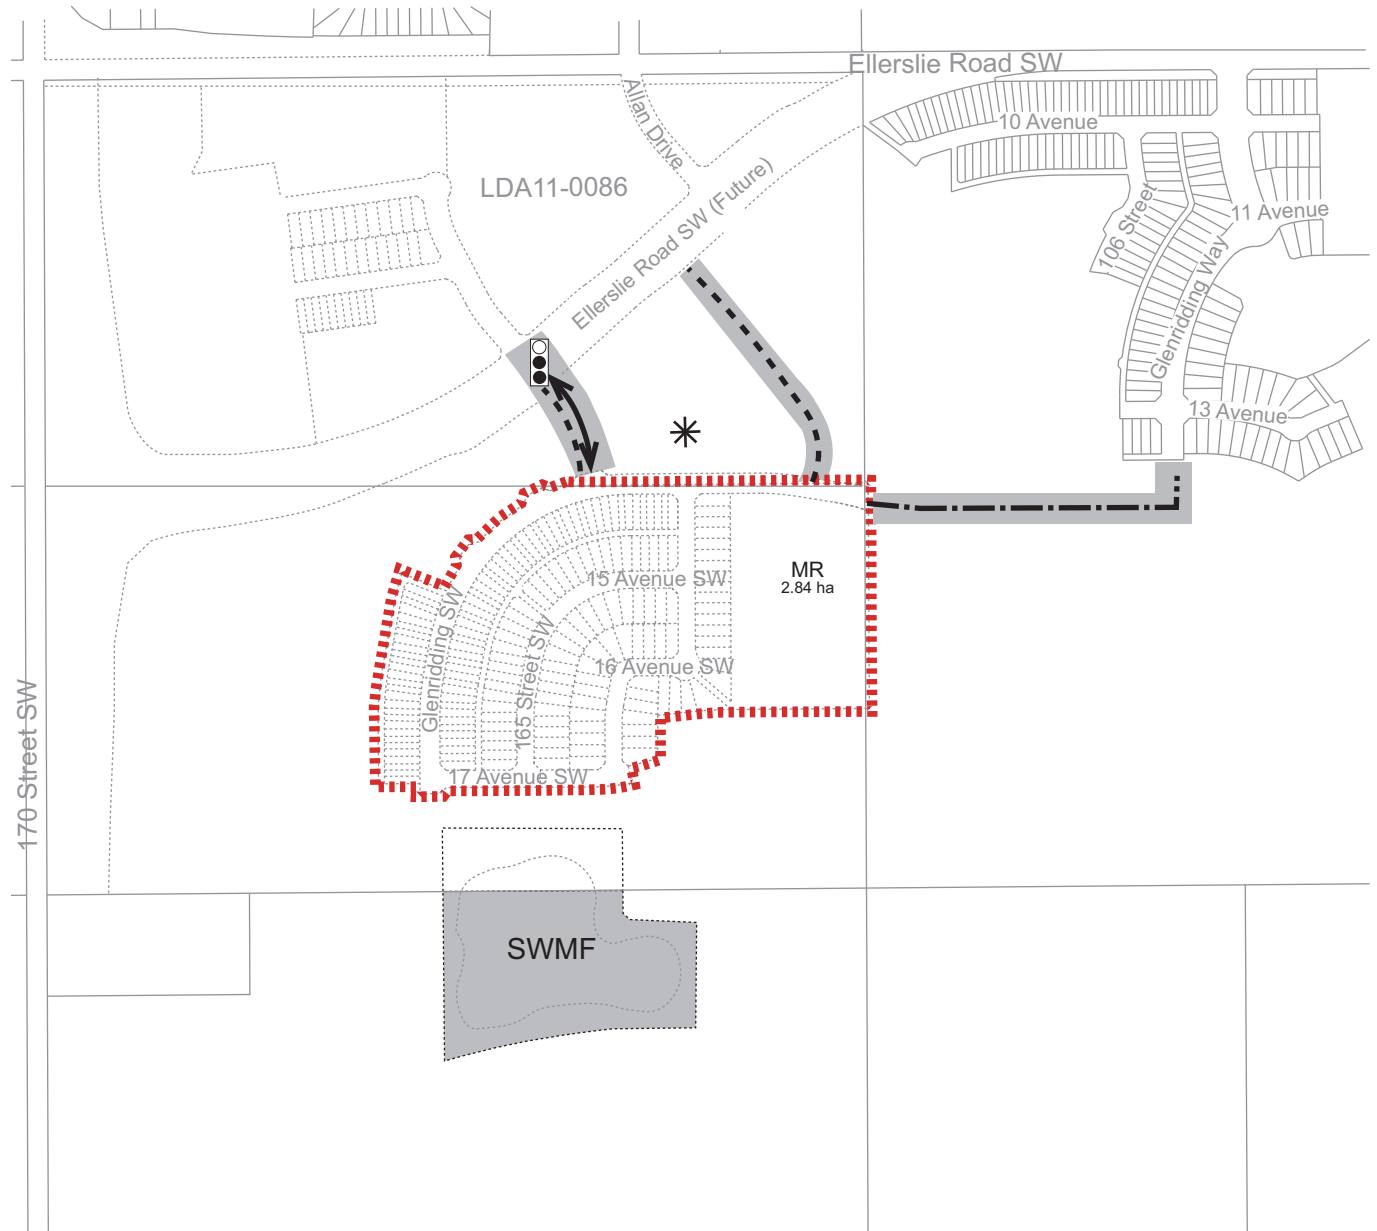 Ellerslie Road SW
Allan Drive
10 Avenue
LDA11-0086
Ellerslie Road SW (Future)
106 Street
11 Avenue
Glenridding Way
13 Avenue
15 Avenue SW
MR
2.84 ha
Glenridding SW
165 Street SW
16 Avenue SW
170 Street SW
17 Avenue SW
SWMF